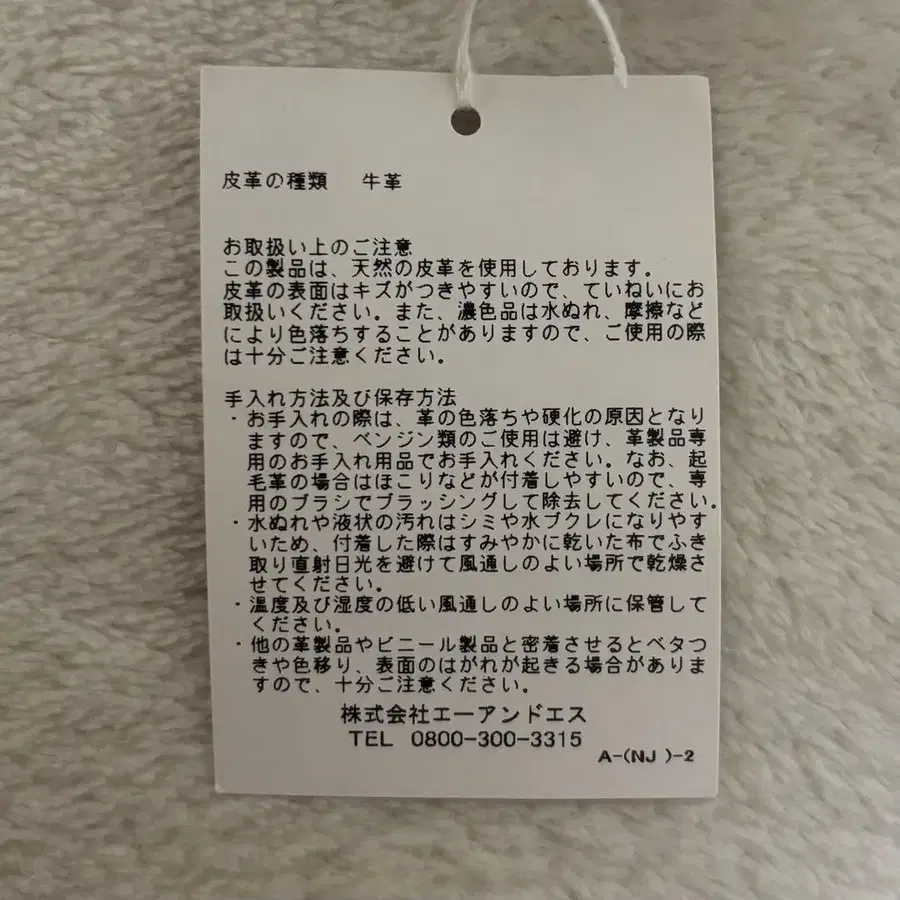 皮革の種類　牛革
お取扱い上のご注意
この製品は、天然の皮革を使用しております。
皮革の表面はキズがつきやすいので、ていねいにお
取扱いください。また、濃色品は水ぬれ、摩擦など
により色落ちすることがありますので、ご使用の際
は十分ご注意ください。
手入れ方法及び保存方法
・お手入れの際は、革の色落ちや硬化の原因となり
ますので、ベンジン類のご使用は避け、革製品専
用のお手入れ用品でお手入れください。なお、起
毛革の場合はほこりなどが付着しやすいので、専
用のブラシでブラッシングして除去してください。
・水ぬれや液状の汚れはシミや水ブクレになりやす
いため、付着した際はすみやかに乾いた布でふき
取り直射日光を避けて風通しのよい場所で乾燥さ
せてください。
・温度及び湿度の低い風通しのよい場所に保管して
ください。
・他の革製品やビニール製品と密着させるとベタつ
きや色移り、表面のはがれが起きる場合がありま
すので、十分ご注意ください。
株式会社エーアンドエス
TEL 0800-300-3315
A-(NJ )-2